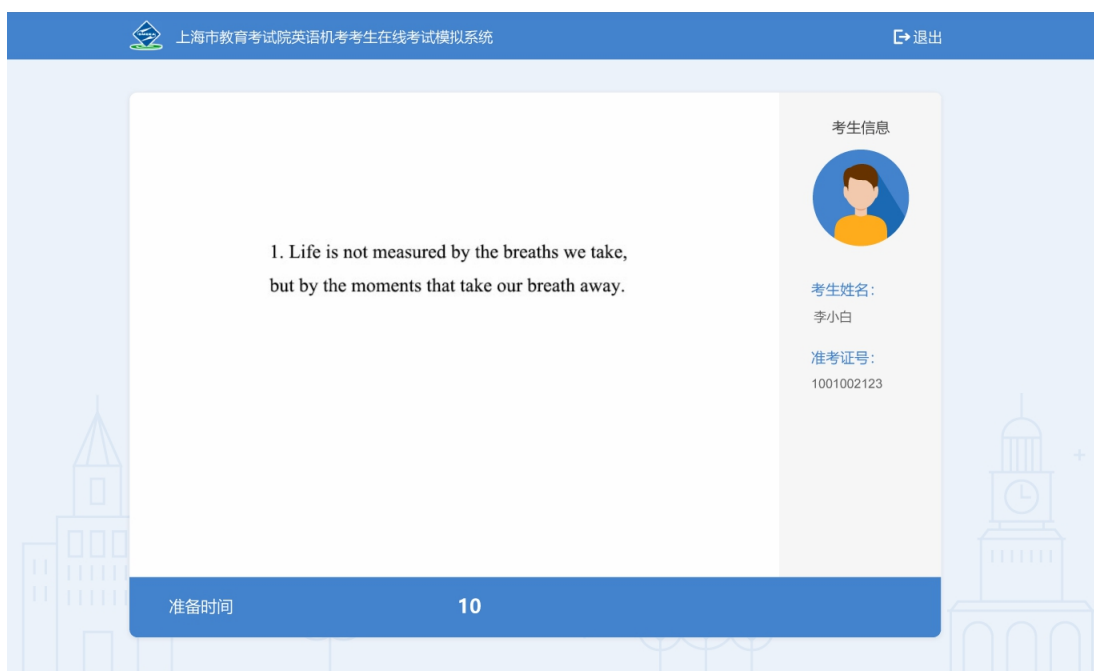 上海市教育考试院英语机考考生在线考试模拟系统
退出
1. Life is not measured by the breaths we take,
but by the moments that take our breath away.
考生信息
考生姓名：
李小白
准考证号：
1001002123
准备时间
10